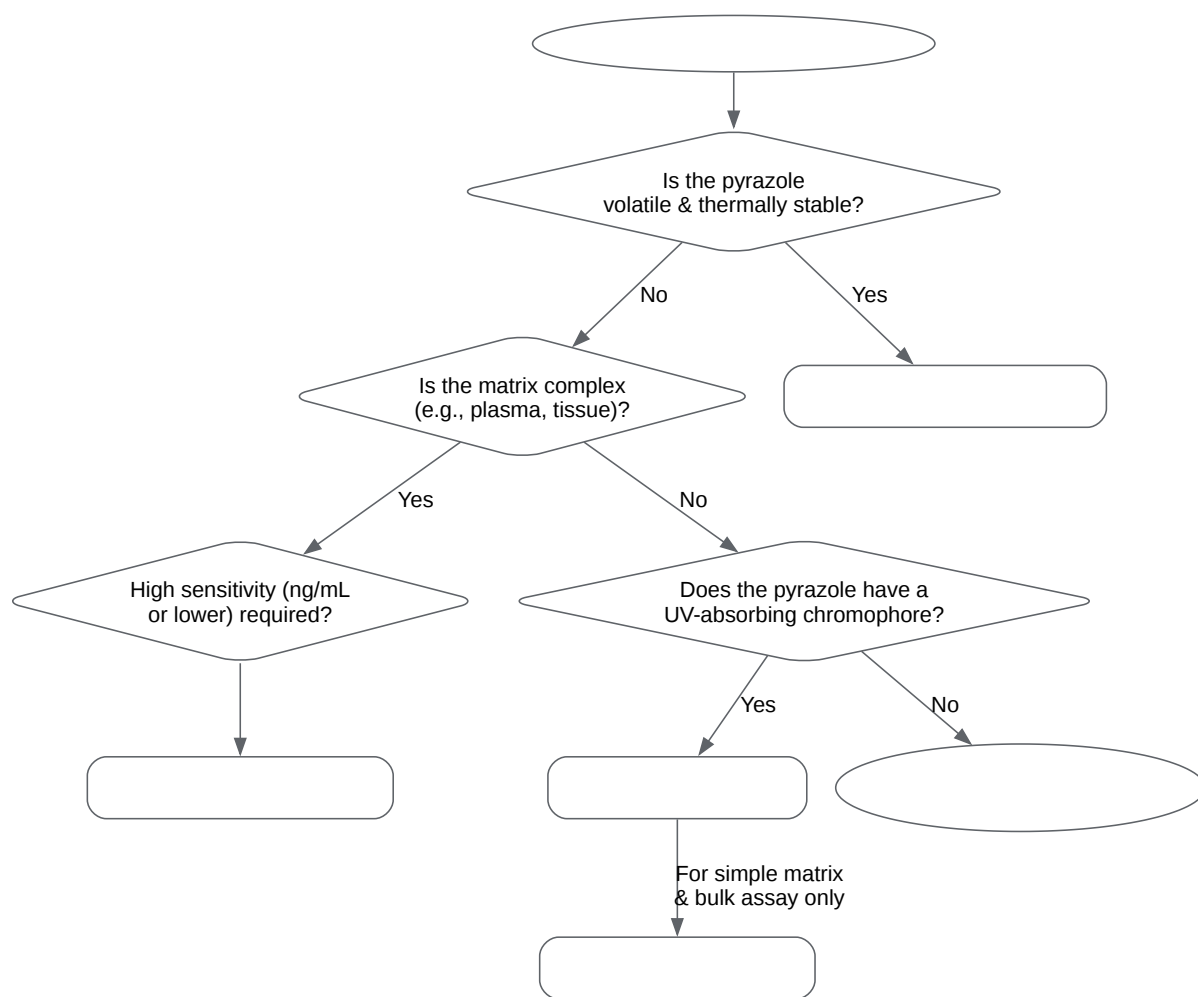 Is the pyrazole
volatile & thermally stable?
No
Yes
Is the matrix complex
(e.g., plasma, tissue)?
Yes
No
High sensitivity (ng/mL
or lower) required?
Does the pyrazole have a
UV-absorbing chromophore?
Yes
No
For simple matrix
& bulk assay only